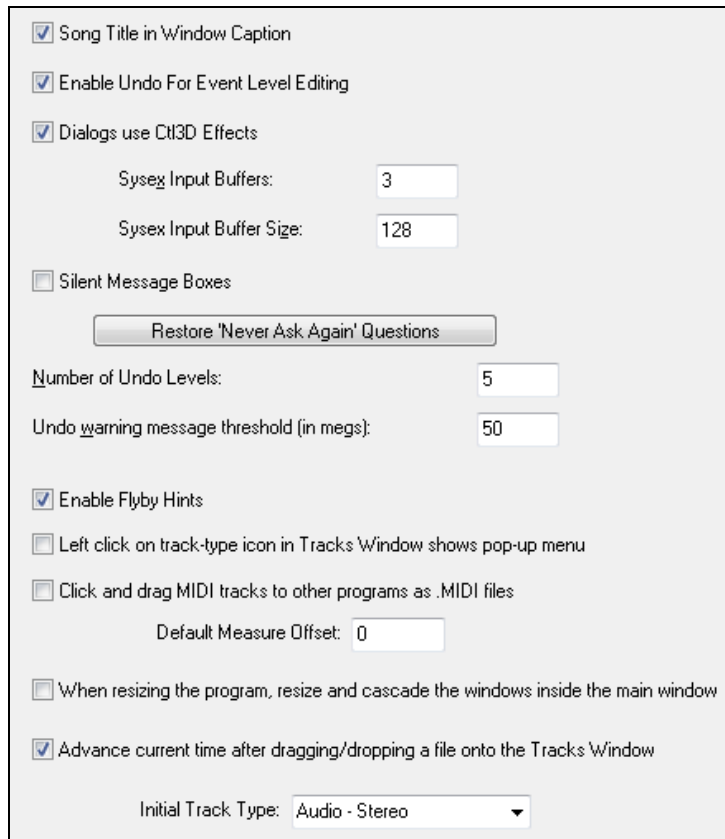 Song Title in Window Caption
Enable Undo For Event Level Editing
Dialogs use Ctl3D Effects
Sysex Input Buffers: 3
Sysex Input Buffer Size: 128
Silent Message Boxes
Restore 'Never Ask Again' Questions
Number of Undo Levels: 5
Undo warning message threshold (in megs): 50
Enable Flyby Hints
Left click on track-type icon in Tracks Window shows pop-up menu
Click and drag MIDI tracks to other programs as .MIDI files
Default Measure Offset: 0
When resizing the program, resize and cascade the windows inside the main window
Advance current time after dragging/dropping a file onto the Tracks Window
Initial Track Type: Audio - Stereo